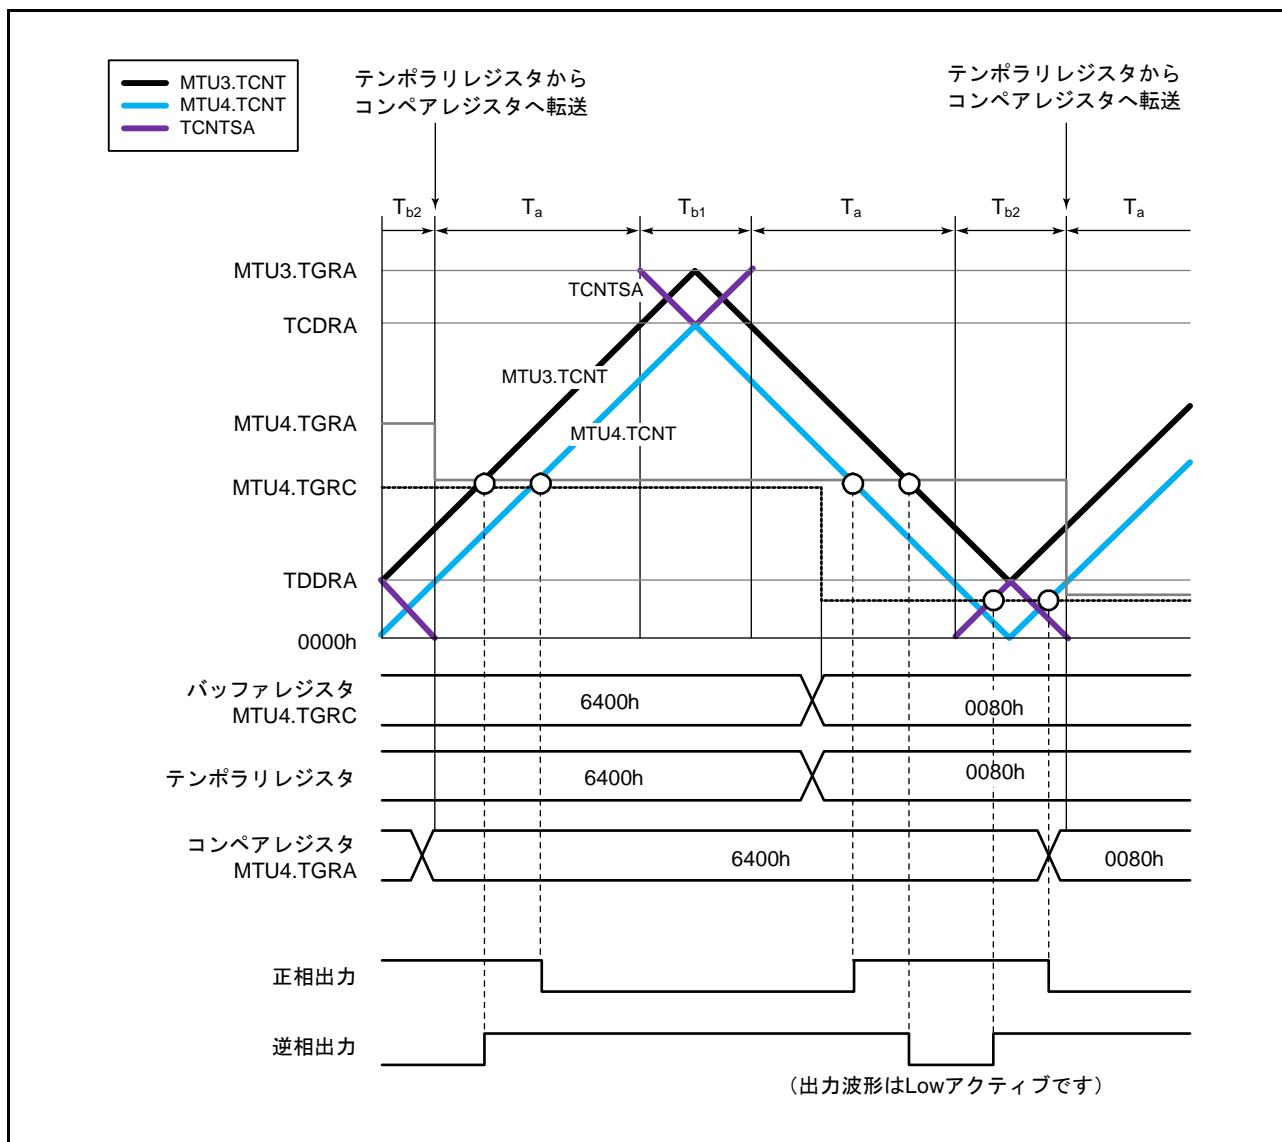 MTU3.TCNT
MTU4.TCNT
TCNTSA
テンポラリレジスタから
コンペアレジスタへ転送
テンポラリレジスタから
コンペアレジスタへ転送
Tb2
Ta
Tb1
Ta
Tb2
Ta
MTU3.TGRA
TCNTSA
TCDRA
MTU3.TCNT
MTU4.TGRA
MTU4.TCNT
MTU4.TGRC
TDDRA
0000h
バッファレジスタ
MTU4.TGRC
6400h
0080h
テンポラリレジスタ
6400h
0080h
コンペアレジスタ
MTU4.TGRA
6400h
0080h
正相出力
逆相出力
（出力波形はLowアクティブです）